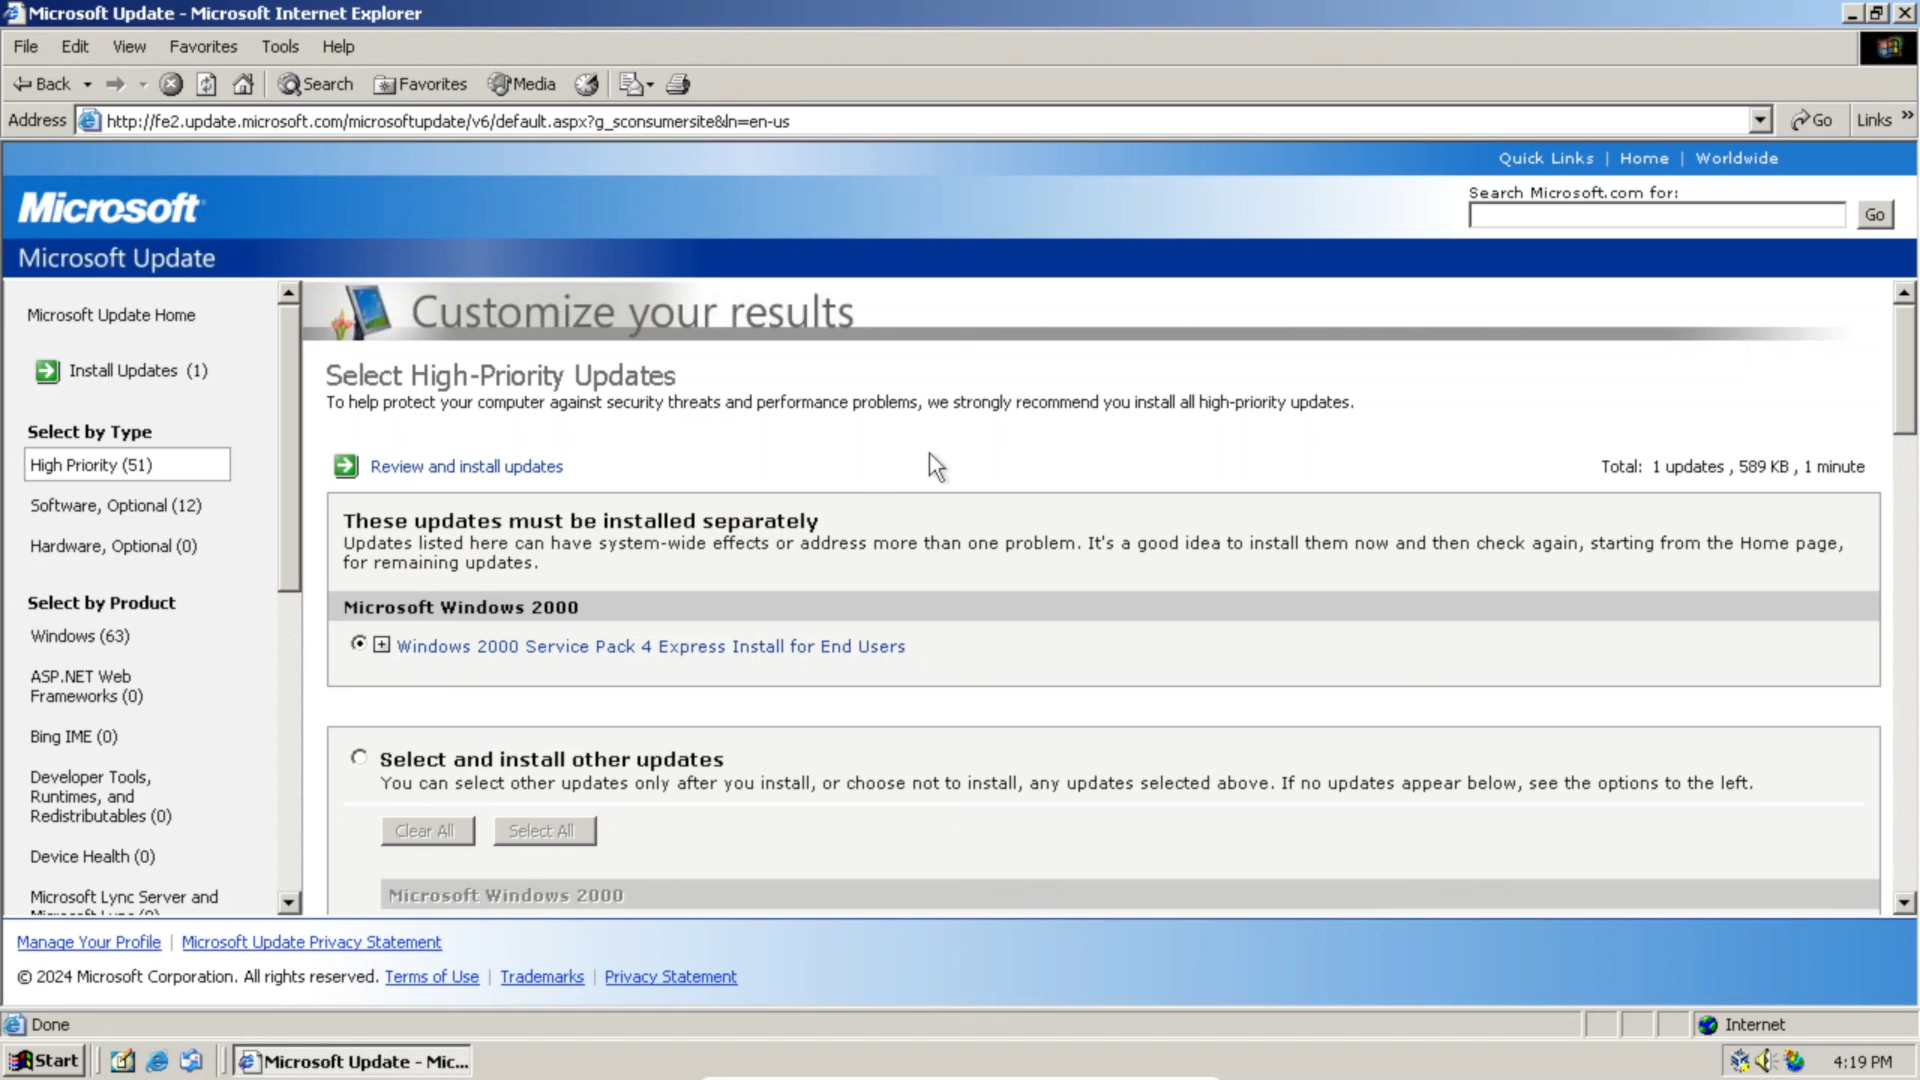 Microsoft Update - Microsoft Internet Explorer
File Edit View Favorites Tools Help
Back Search Favorites Media
Address http://fe2.update.microsoft.com/microsoftupdate/v6/default.aspx?g_sconsumersite&ln=en-us Go Links »
Quick Links | Home | Worldwide
Microsoft
Search Microsoft.com for:
Go
Microsoft Update
Microsoft Update Home
Install Updates (1)
Select by Type
High Priority (51)
Software, Optional (12)
Hardware, Optional (0)
Select by Product
Windows (63)
ASP.NET Web
Frameworks (0)
Bing IME (0)
Developer Tools,
Runtimes, and
Redistributables (0)
Device Health (0)
Microsoft Lync Server and
Customize your results
Select High-Priority Updates
To help protect your computer against security threats and performance problems, we strongly recommend you install all high-priority updates.
Review and install updates
Total: 1 updates , 589 KB , 1 minute
These updates must be installed separately
Updates listed here can have system-wide effects or address more than one problem. It's a good idea to install them now and then check again, starting from the Home page,
for remaining updates.
Microsoft Windows 2000
Windows 2000 Service Pack 4 Express Install for End Users
Select and install other updates
You can select other updates only after you install, or choose not to install, any updates selected above. If no updates appear below, see the options to the left.
Clear All Select All
Microsoft Windows 2000
Manage Your Profile | Microsoft Update Privacy Statement
© 2024 Microsoft Corporation. All rights reserved. Terms of Use | Trademarks | Privacy Statement
Done Internet
Start Microsoft Update - Mic... 4:19 PM